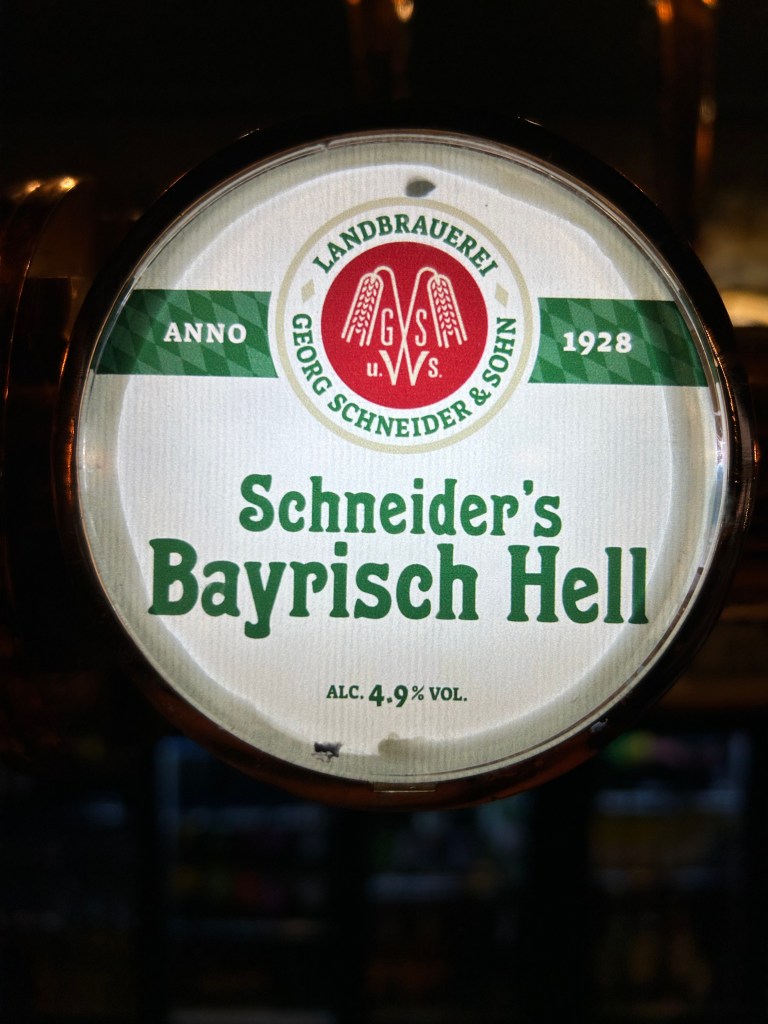 LANDBRAUEREI
GEORG SCHNEIDER & SOHN
G S
u. W s.
ANNO
1928
Schneider's
Bayrisch Hell
ALC. 4.9% VOL.